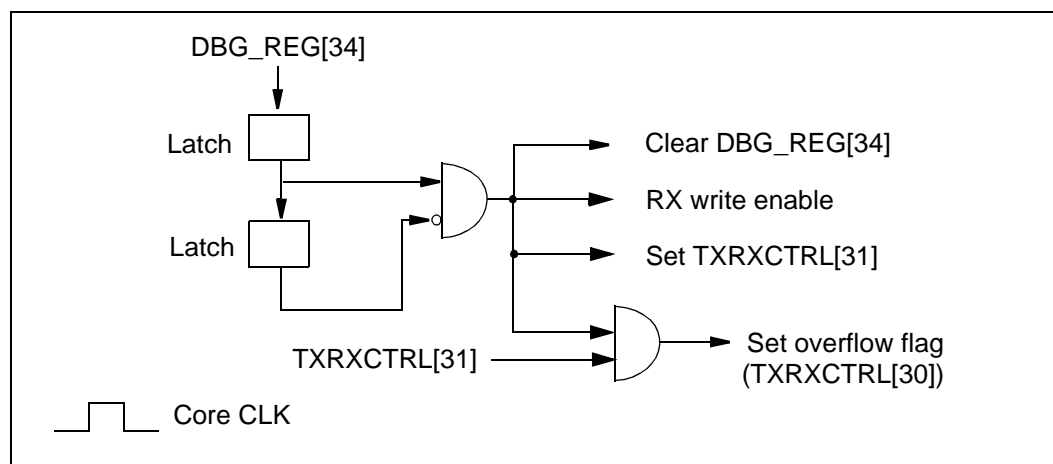 DBG_REG[34]
Latch
Clear DBG_REG[34]
RX write enable
Latch
Set TXRXCTRL[31]
TXRXCTRL[31]
Set overflow flag
(TXRXCTRL[30])
Core CLK